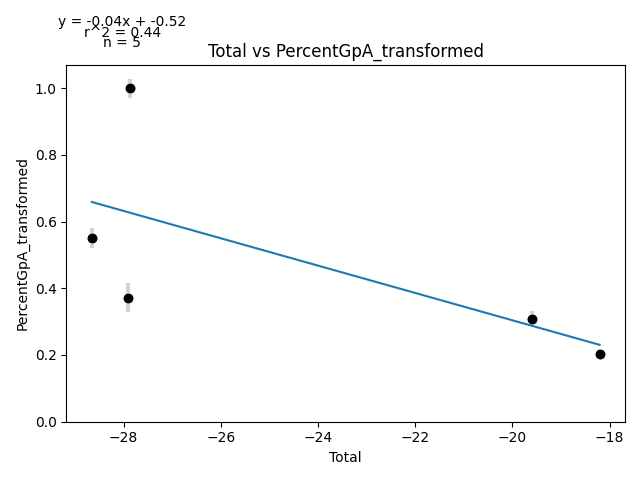 y = -0.04x + -0.52
r^2 = 0.44
n = 5
Total vs PercentGpA_transformed
PercentGpA_transformed
1.0
0.8
0.6
0.4
0.2
0.0
−28
−26
−24
−22
−20
−18
Total